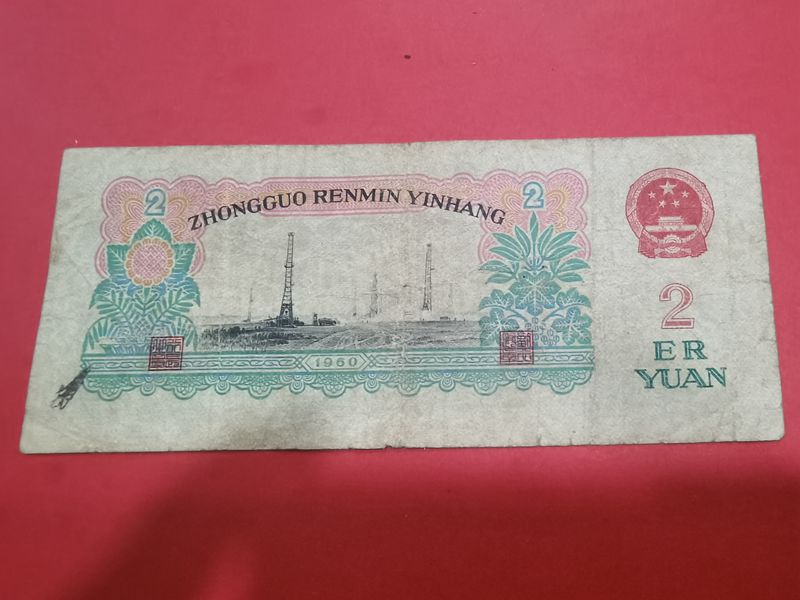 2
2
ZHONGGUO RENMIN YINHANG
1960
2
ER
YUAN